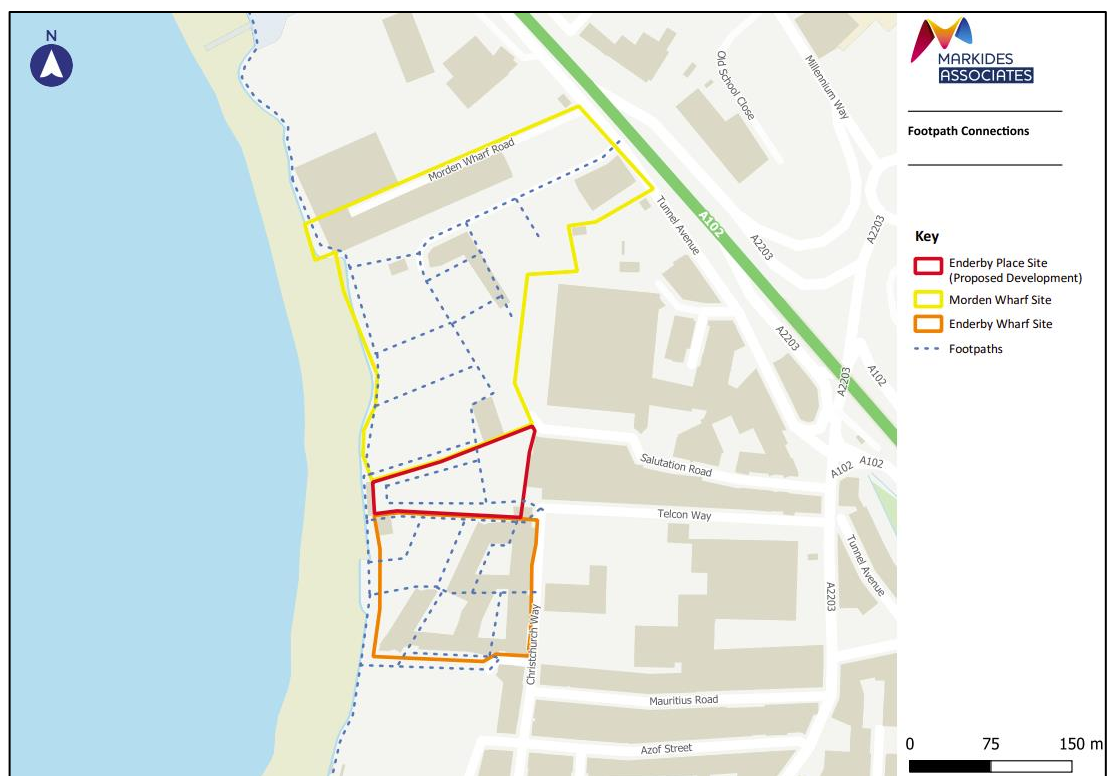 N
Morden Wharf Road
Old School Close
Millennium Way
A2203
Tunnel Avenue
A102
A2203
A2203
A2203
A102
Salutation Road
A102
A102
Telcon Way
Tunnel Avenue
A2203
Christchurch Way
Mauritius Road
Azof Street
MARKIDES
ASSOCIATES
Footpath Connections
Key
Enderby Place Site
(Proposed Development)
Morden Wharf Site
Enderby Wharf Site
Footpaths
0 75 150 m